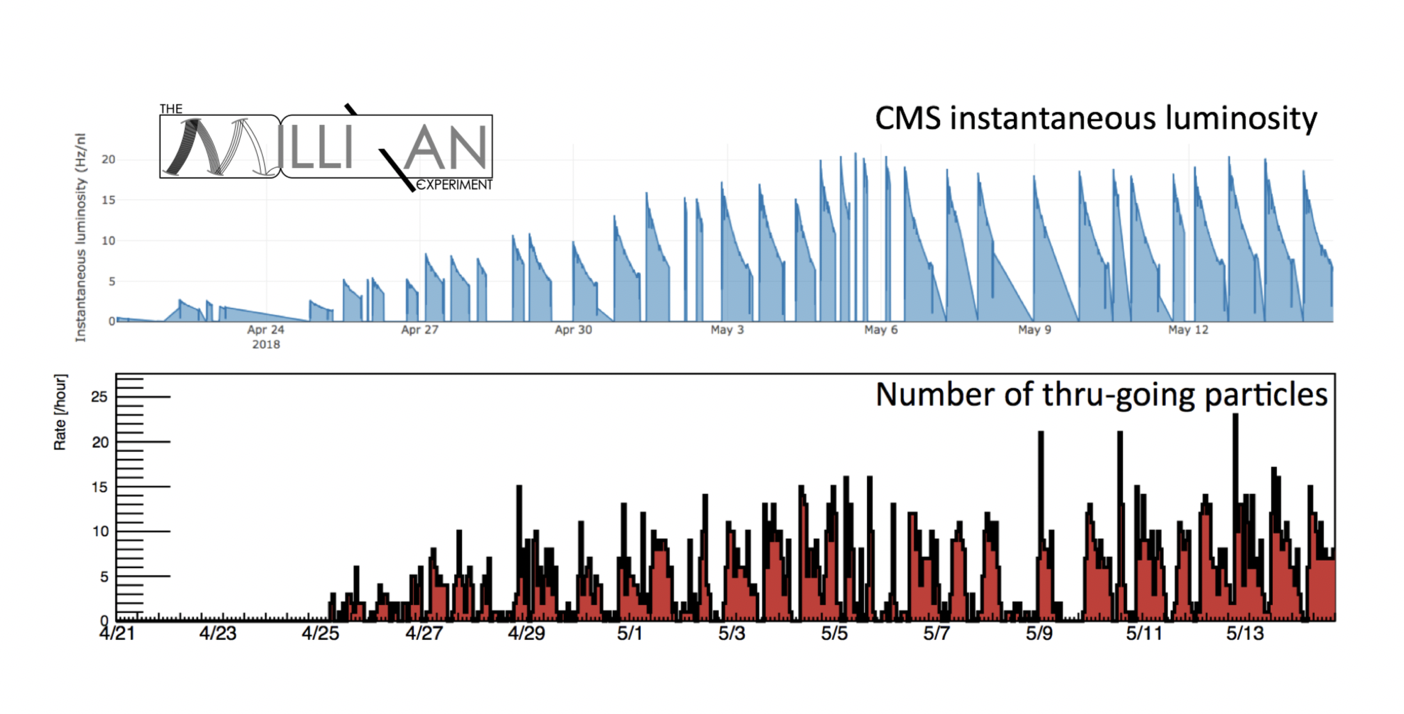 THE
MILLIQAN
EXPERIMENT
CMS instantaneous luminosity
Instantaneous luminosity (Hz/nl
20
15
10
5
0
Apr 24
2018
Apr 27
Apr 30
May 3
May 6
May 9
May 12
Number of thru-going particles
Rate [/hour]
25
20
15
10
5
0
4/21
4/23
4/25
4/27
4/29
5/1
5/3
5/5
5/7
5/9
5/11
5/13